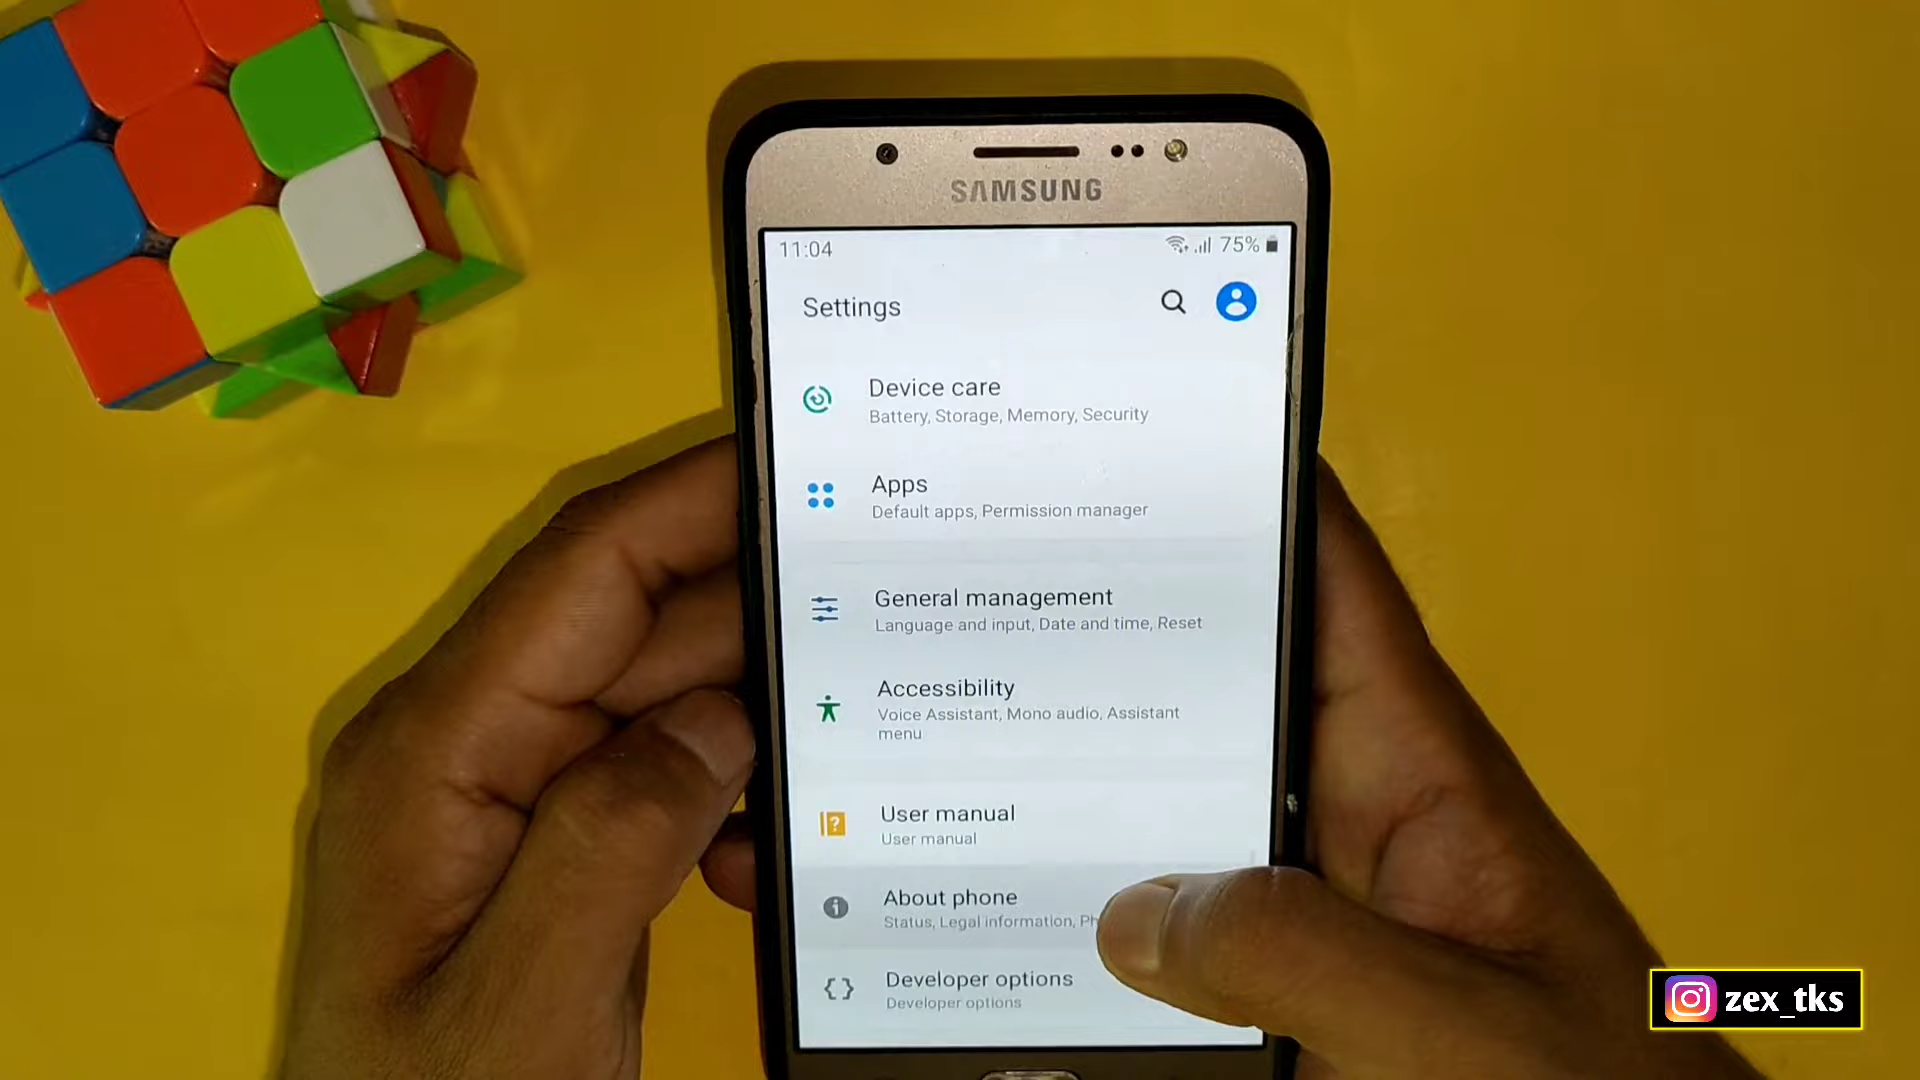 SAMSUNG
11:04
75%
Settings
Device care
Battery, Storage, Memory, Security
Apps
Default apps, Permission manager
General management
Language and input, Date and time, Reset
Accessibility
Voice Assistant, Mono audio, Assistant
menu
?
User manual
User manual
About phone
Status, Legal information,
Developer options
Developer options
zex_tks